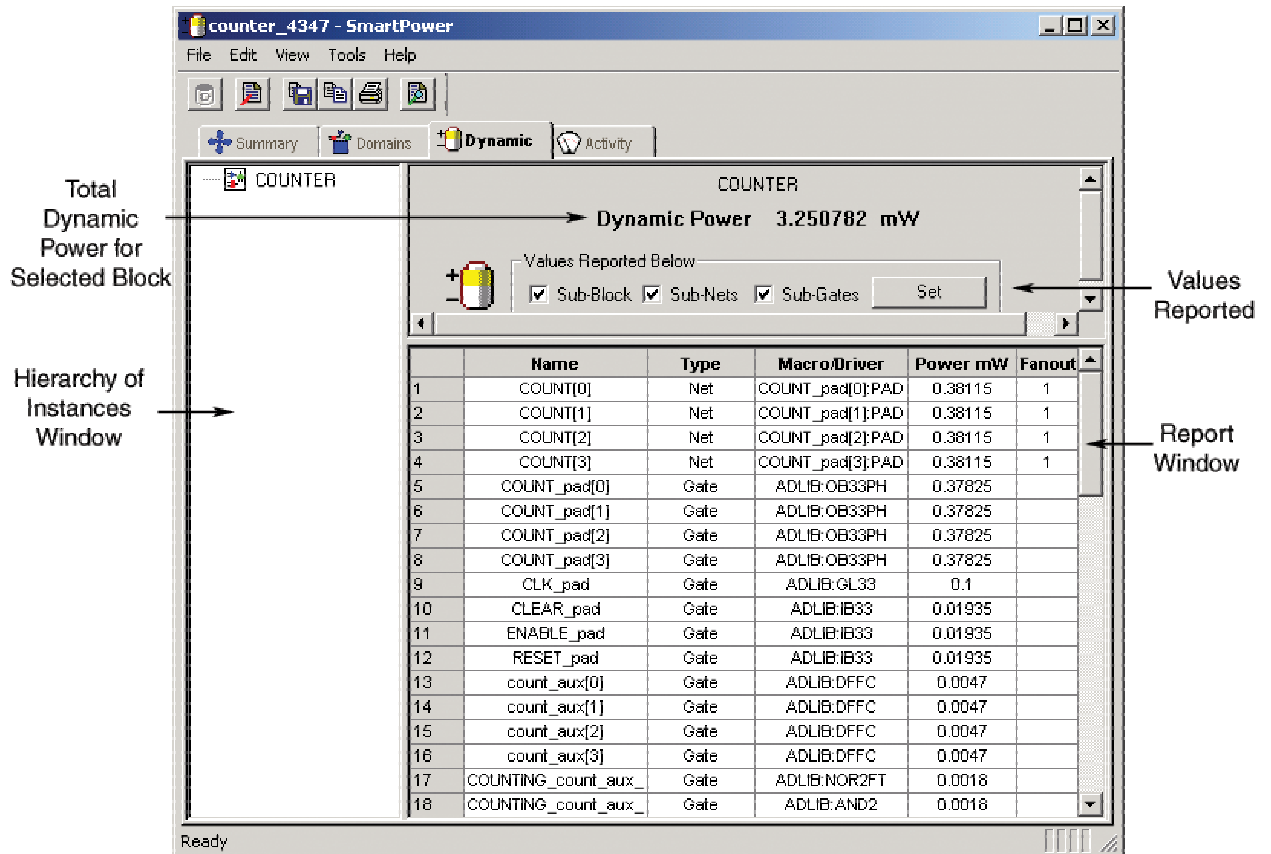 counter_4347 - SmartPower
File Edit View Tools Help
Summary Domains Dynamic Activity
COUNTER
COUNTER
Dynamic Power 3.250782 mW
Values Reported Below
Sub-Block Sub-Nets Sub-Gates Set
Total
Dynamic
Power for
Selected Block
Values
Reported
Hierarchy of
Instances
Window
Report
Window
Name Type Macro/Driver Power mW Fanout
1 COUNT[0] Net COUNT_pad[0]:PAD 0.38115 1
2 COUNT[1] Net COUNT_pad[1]:PAD 0.38115 1
3 COUNT[2] Net COUNT_pad[2]:PAD 0.38115 1
4 COUNT[3] Net COUNT_pad[3]:PAD 0.38115 1
5 COUNT_pad[0] Gate ADLIB:OB33PH 0.37825
6 COUNT_pad[1] Gate ADLIB:OB33PH 0.37825
7 COUNT_pad[2] Gate ADLIB:OB33PH 0.37825
8 COUNT_pad[3] Gate ADLIB:OB33PH 0.37825
9 CLK_pad Gate ADLIB:GL33 0.1
10 CLEAR_pad Gate ADLIB:IB33 0.01935
11 ENABLE_pad Gate ADLIB:IB33 0.01935
12 RESET_pad Gate ADLIB:IB33 0.01935
13 count_aux[0] Gate ADLIB:DFFC 0.0047
14 count_aux[1] Gate ADLIB:DFFC 0.0047
15 count_aux[2] Gate ADLIB:DFFC 0.0047
16 count_aux[3] Gate ADLIB:DFFC 0.0047
17 COUNTING_count_aux_ Gate ADLIB:NOR2FT 0.0018
18 COUNTING_count_aux_ Gate ADLIB:AND2 0.0018
Ready